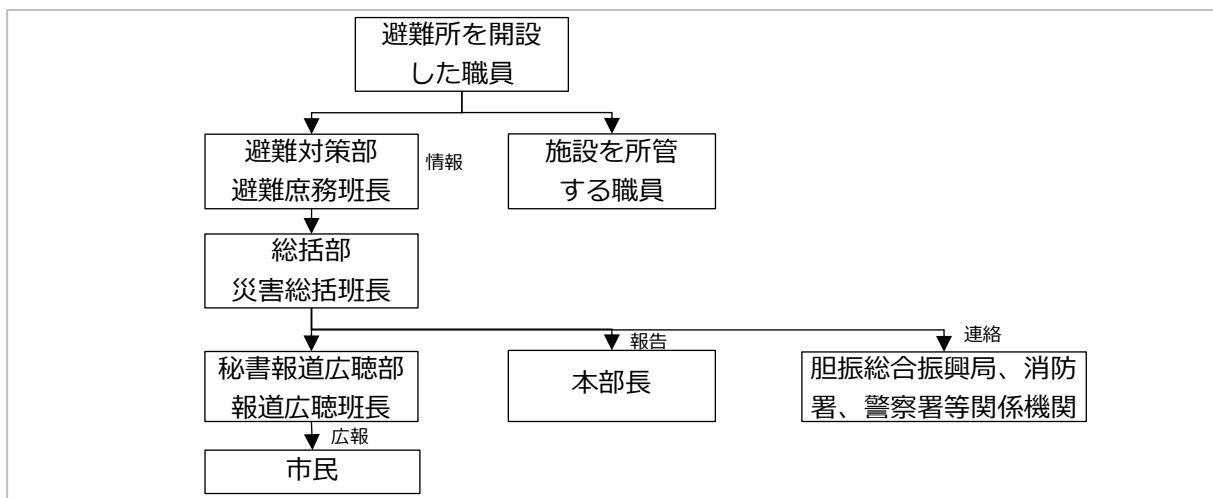 避難所を開設
した職員
避難対策部
避難庶務班長
情報
施設を所管
する職員
総括部
災害総括班長
報告
連絡
秘書報道広聴部
報道広聴班長
本部長
胆振総合振興局、消防
署、警察署等関係機関
広報
市民